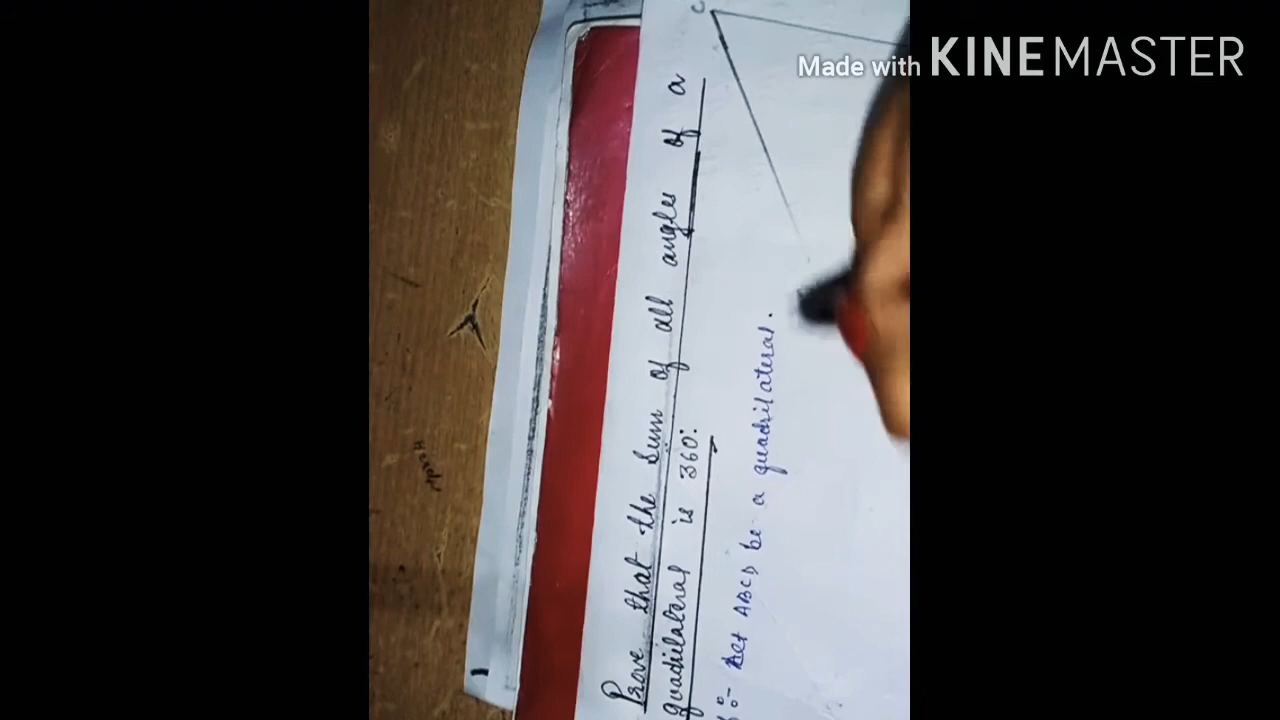 Made with KINEMASTER
C
Prove that the Sum of all angles of a
quadrilateral is 360°.
:- Let ABCD be a quadrilateral.